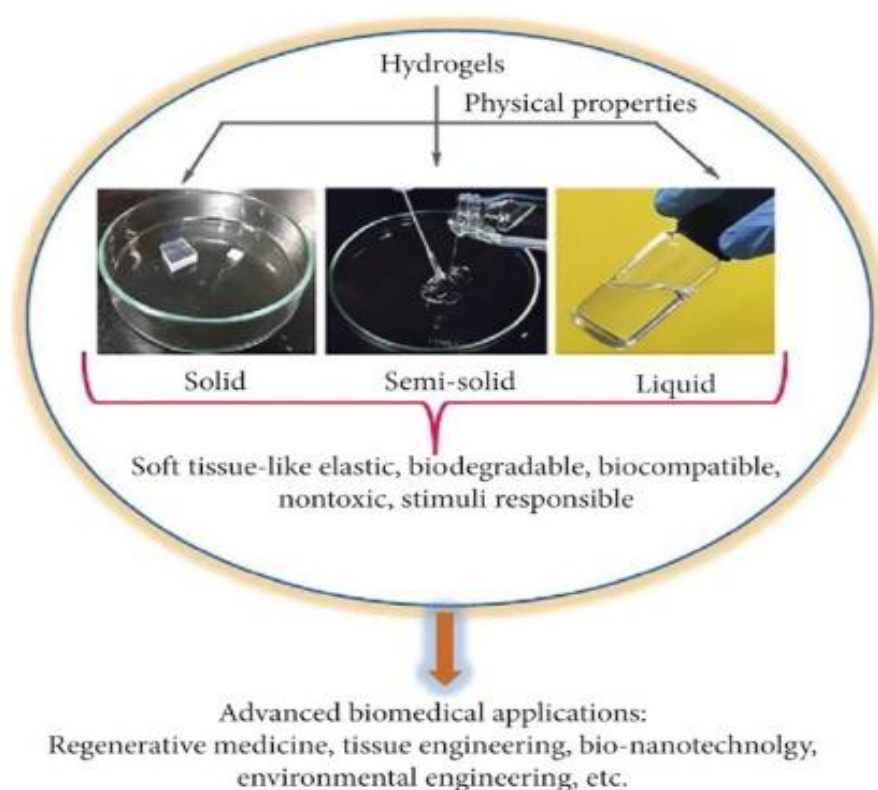 Hydrogels
Physical properties
Solid
Semi-solid
Liquid
Soft tissue-like elastic, biodegradable, biocompatible,
nontoxic, stimuli responsible
Advanced biomedical applications:
Regenerative medicine, tissue engineering, bio-nanotechnolgy,
environmental engineering, etc.